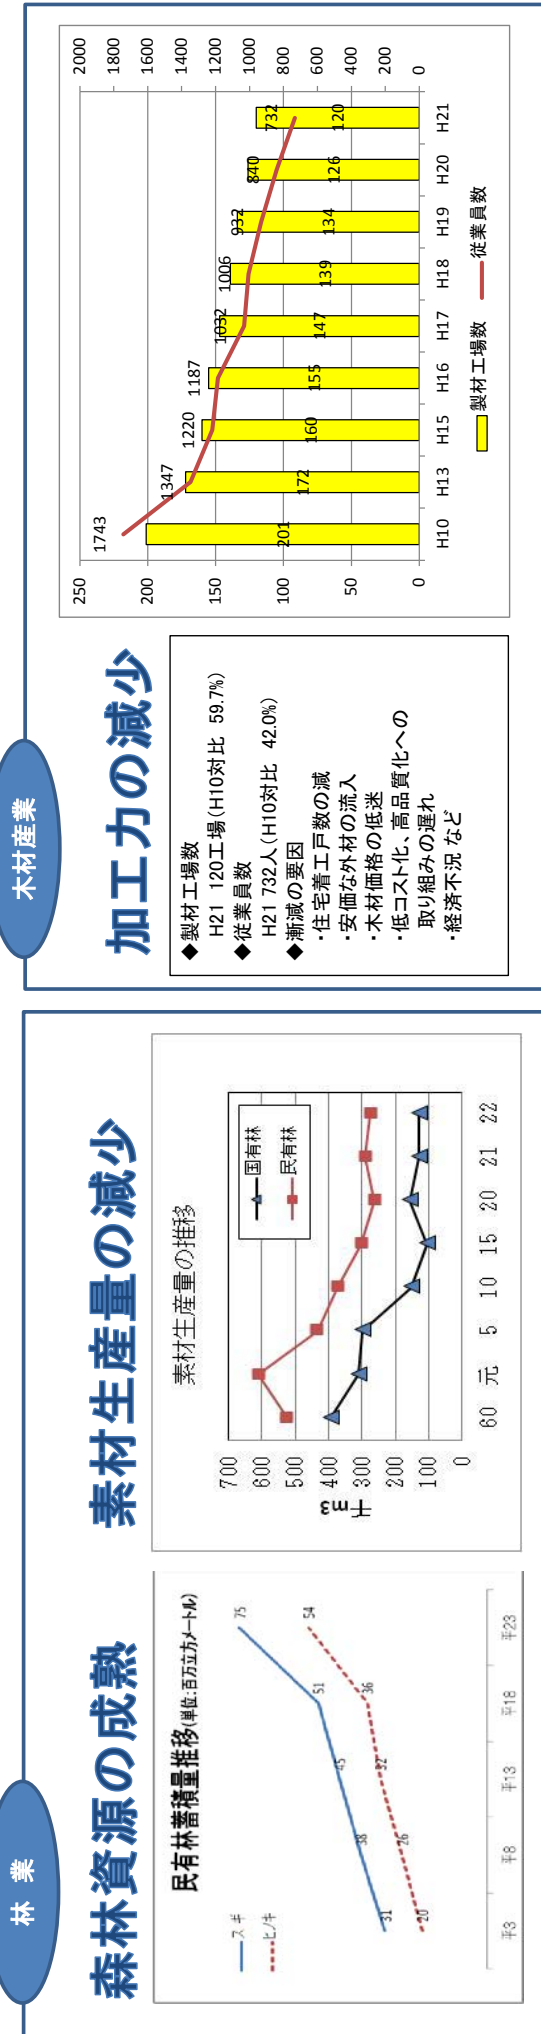 林 業
森林資源の成熟
民有林蓄積量推移(単位:百万立方メートル)
スギ
ヒノキ
75
51
45
38
31
54
36
32
26
20
平3 平8 平13 平18 平23
素材生産量の減少
素材生産量の推移
千m3
700
600
500
400
300
200
100
0
国有林
民有林
60 元 5 10 15 20 21 22
木材産業
加工力の減少
◆製材工場数
H21 120工場(H10対比 59.7%)
◆従業員数
H21 732人(H10対比 42.0%)
◆漸減の要因
・住宅着工戸数の減
・安価な外材の流入
・木材価格の低迷
・低コスト化、高品質化への
取り組みの遅れ
・経済不況 など
250
200
150
100
50
0
2000
1800
1600
1400
1200
1000
800
600
400
200
0
1743 1347 1220 1187 1032 1006 932 840 732
201 172 160 155 147 139 134 126 120
H10 H13 H15 H16 H17 H18 H19 H20 H21
製材工場数 従業員数